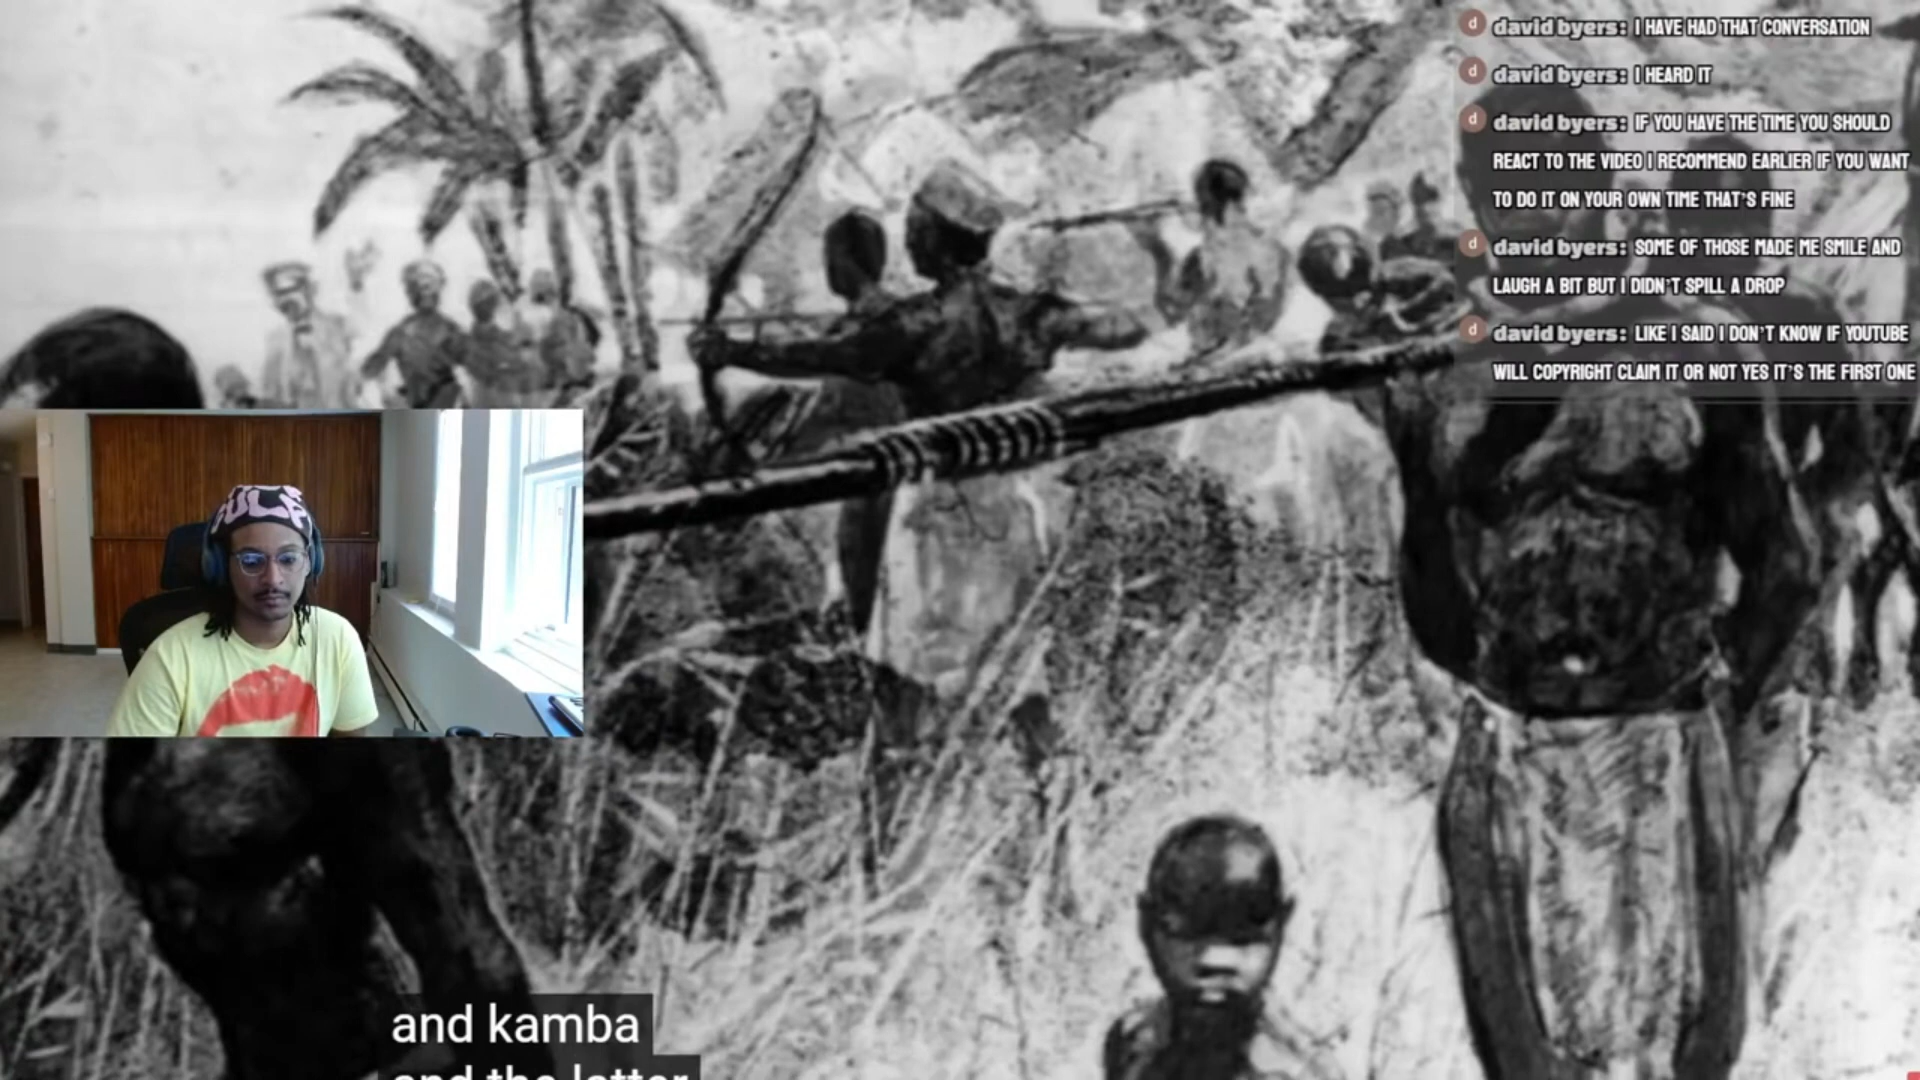 david byers: I HAVE HAD THAT CONVERSATION
david byers: I HEARD IT
david byers: IF YOU HAVE THE TIME YOU SHOULD
REACT TO THE VIDEO I RECOMMEND EARLIER IF YOU WANT
TO DO IT ON YOUR OWN TIME THAT'S FINE
david byers: SOME OF THOSE MADE ME SMILE AND
LAUGH A BIT BUT I DIDN'T SPILL A DROP
david byers: LIKE I SAID I DON'T KNOW IF YOUTUBE
WILL COPYRIGHT CLAIM IT OR NOT YES IT'S THE FIRST ONE
and kamba
and the latter